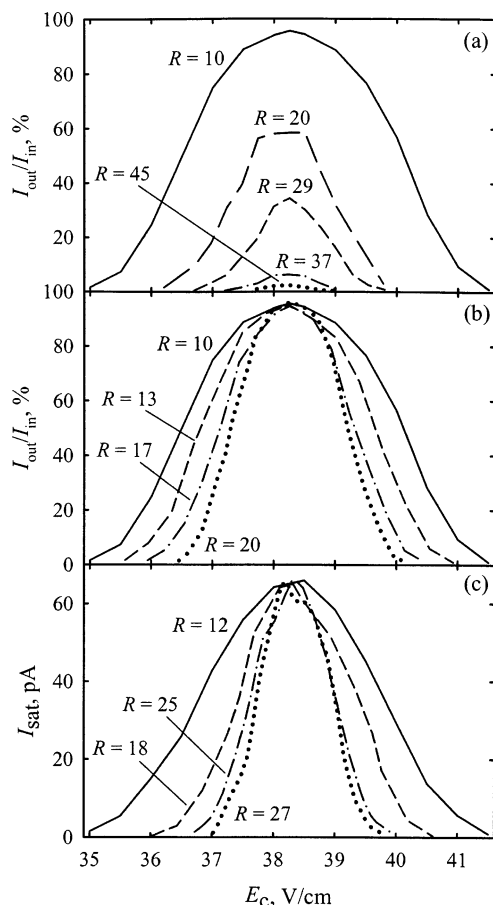 100
(a)
R = 10
80
R = 20
60
R = 45
R = 29
40
R = 37
20
I_out/I_in, %
100
(b)
R = 10
80
R = 13
60
R = 17
40
20
R = 20
0
I_out/I_in, %
(c)
60
R = 12
40
R = 25
20
R = 18
R = 27
0
I_sat, pA
35 36 37 38 39 40 41
E_c, V/cm